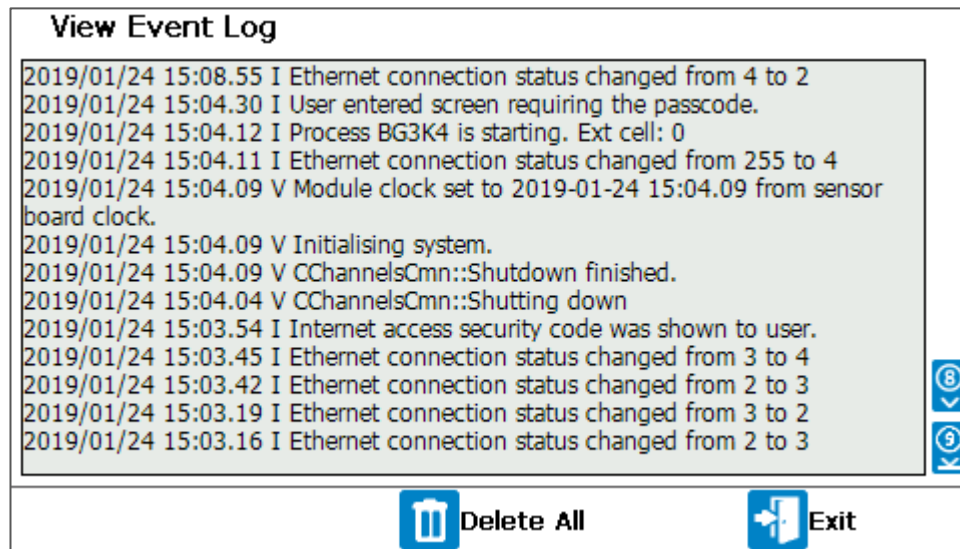 View Event Log
2019/01/24 15:08.55 I Ethernet connection status changed from 4 to 2
2019/01/24 15:04.30 I User entered screen requiring the passcode.
2019/01/24 15:04.12 I Process BG3K4 is starting. Ext cell: 0
2019/01/24 15:04.11 I Ethernet connection status changed from 255 to 4
2019/01/24 15:04.09 V Module clock set to 2019-01-24 15:04.09 from sensor
board clock.
2019/01/24 15:04.09 V Initialising system.
2019/01/24 15:04.09 V CChannelsCmn::Shutdown finished.
2019/01/24 15:04.04 V CChannelsCmn::Shutting down
2019/01/24 15:03.54 I Internet access security code was shown to user.
2019/01/24 15:03.45 I Ethernet connection status changed from 3 to 4
2019/01/24 15:03.42 I Ethernet connection status changed from 2 to 3
2019/01/24 15:03.19 I Ethernet connection status changed from 3 to 2
2019/01/24 15:03.16 I Ethernet connection status changed from 2 to 3
8
9
Delete All
Exit